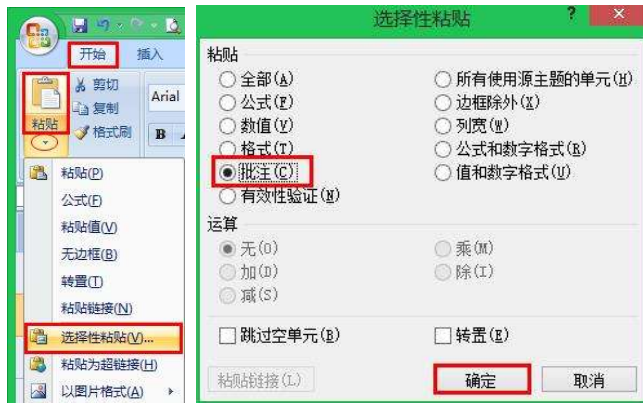 开始 插入
粘贴
剪切
复制
格式刷
Arial
B
粘贴(P)
公式(F)
粘贴值(V)
无边框(B)
转置(T)
粘贴链接(N)
选择性粘贴(V)...
粘贴为超链接(H)
以图片格式(A)
选择性粘贴 ? x
粘贴
全部(A) 所有使用源主题的单元(H)
公式(F) 边框除外(X)
数值(V) 列宽(W)
格式(T) 公式和数字格式(R)
批注(C) 值和数字格式(U)
有效性验证(N)
运算
无(O) 乘(M)
加(D) 除(I)
减(S)
跳过空单元(B) 转置(E)
粘贴链接(L) 确定 取消